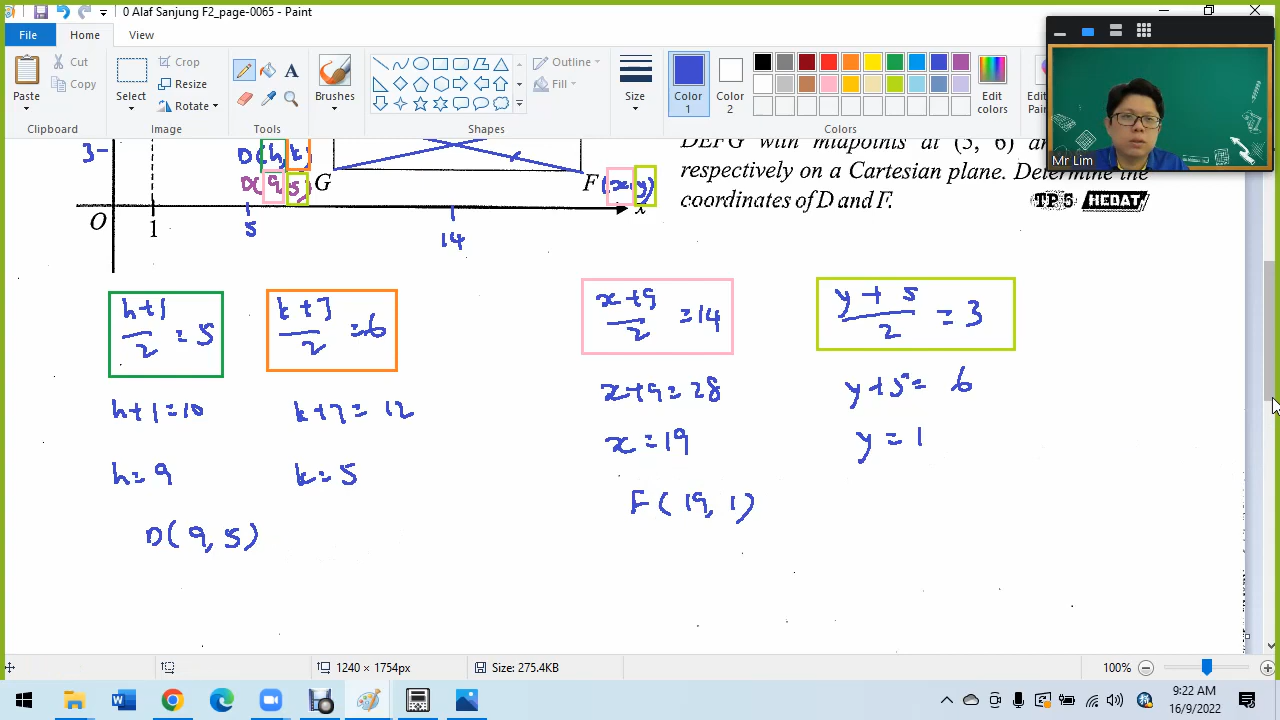 0 Alaf Sanjung F2_page-0065 - Paint
File Home View
Paste Cut Copy Clipboard
Select Crop Resize Rotate Image
Tools
Brushes
Outline Fill Shapes
Size
Color 1 Color 2 Edit colors Colors
Mr Lim
DEFG with midpoints at (5, 6)
respectively on a Cartesian plane. Determine the
coordinates of D and F.
TP 5 HEDAT
3
D(h, k)
D(9, 5) G F (x, y)
O 1 5 14 x
h+1/2 = 5 k+7/2 = 6 x+9/2 = 14 y+5/2 = 3
h+1=10 k+7=12 x+9=28 y+5= 6
h=9 k=5 x=19 y=1
D(9, 5) F(19, 1)
1240 × 1754px Size: 275.4KB 100%
9:22 AM
16/9/2022